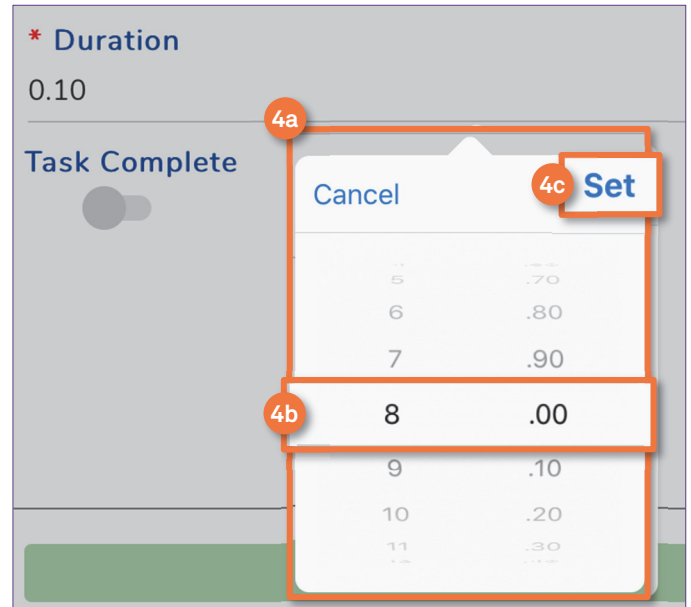 * Duration
0.10
4a
Task Complete
Cancel
4c Set
5 .70
6 .80
7 .90
4b 8 .00
9 .10
10 .20
11 .30